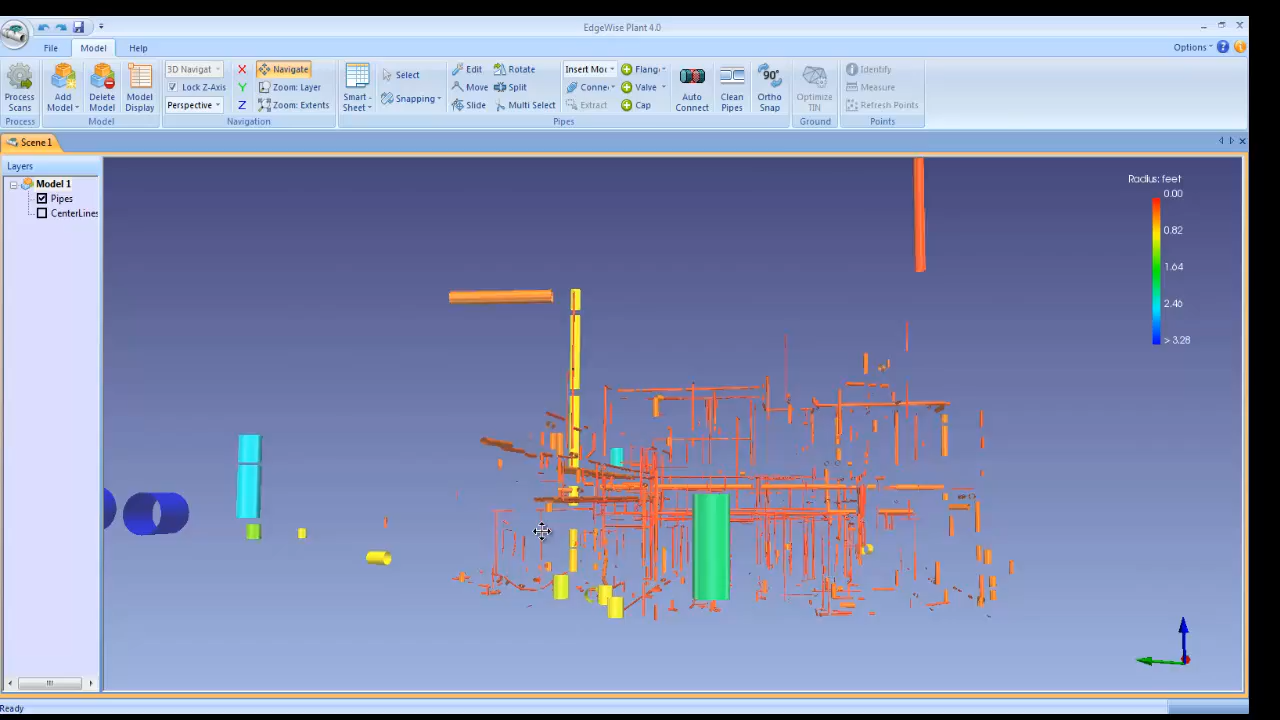 EdgeWise Plant 4.0
File Model Help
Options
3D Navigat X Navigate
Lock Z-Axis Y Zoom: Layer
Perspective Z Zoom: Extents
Process Scans
Add Model
Delete Model
Model Display
Smart Sheet
Select
Snapping
Edit Rotate
Move Split
Slide Multi Select
Insert Mo Flang
Conne Valve
Extract Cap
Auto Connect
Clean Pipes
90°
Ortho Snap
Optimize TIN
Identify
Measure
Refresh Points
Process Model Navigation Pipes Ground Points
Scene1
Layers
Model 1
Pipes
CenterLines
Radius: feet
0.00
0.82
1.64
2.46
> 3.28
Ready